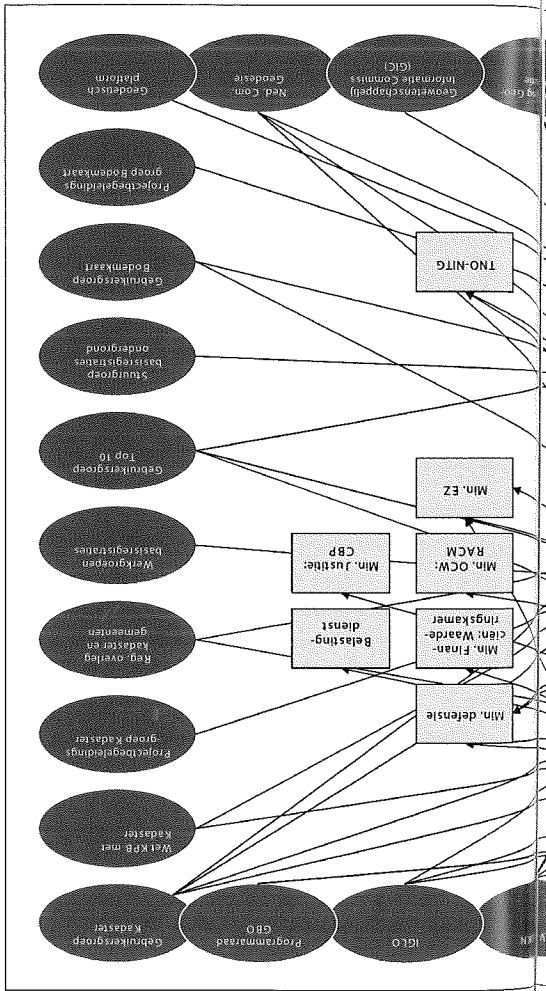 IGLO
Programmaraad
GBO
Gebruikersgroep
Kadaster
Wet KPB met
Kadaster
Projectbegeleidings
-groep Kadaster
Min. defensie
Min. Finan-
ciën: Waarde-
ringskamer
Belasting-
dienst
Reg. overleg
kadaster en
gemeenten
Min. OCW:
RACM
Min. Justitie:
CBP
Werkgroepen
basisregistraties
Min. EZ
Gebruikersgroep
Top 10
Stuurgroep
basisregistraties
ondergrond
TNO-NITG
Gebruikersgroep
Bodemkaart
Projectbegeleidings
groep Bodemkaart
Geowetenschappelij
Informatie Commiss
(GIC)
Ned. Com.
Geodesie
Geodetisch
platform